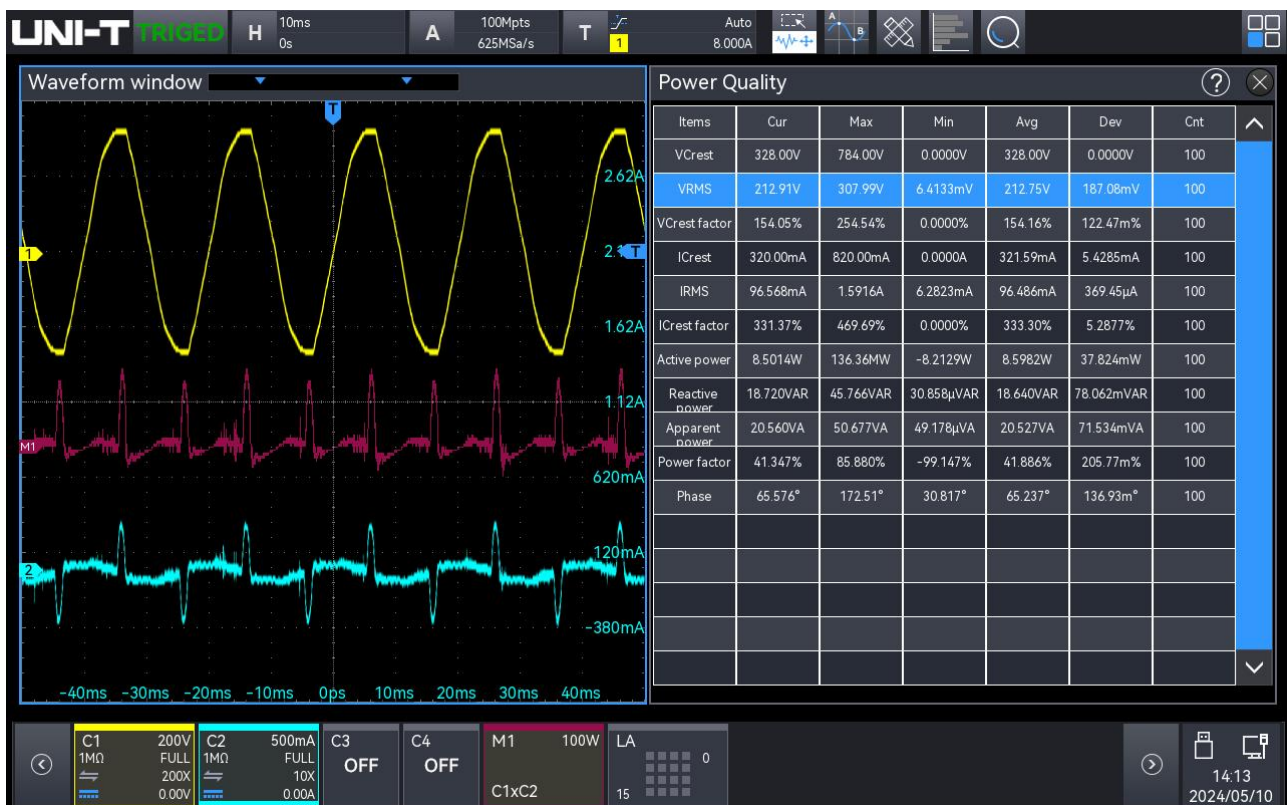 UNI-T TRIGED H 10ms 0s A 100Mpts 625MSa/s T 1 Auto 8.000A A B
Waveform window
T
2.62A
1
T
1.62A
1.12A
M1
620mA
120mA
2
-380mA
-40ms -30ms -20ms -10ms 0ps 10ms 20ms 30ms 40ms
Power Quality ?
Items Cur Max Min Avg Dev Cnt
VCrest 328.00V 784.00V 0.0000V 328.00V 0.0000V 100
VRMS 212.91V 307.99V 6.4133mV 212.75V 187.08mV 100
VCrest factor 154.05% 254.54% 0.0000% 154.16% 122.47m% 100
ICrest 320.00mA 820.00mA 0.0000A 321.59mA 5.4285mA 100
IRMS 96.568mA 1.5916A 6.2823mA 96.486mA 369.45µA 100
ICrest factor 331.37% 469.69% 0.0000% 333.30% 5.2877% 100
Active power 8.5014W 136.36MW -8.2129W 8.5982W 37.824mW 100
Reactive power 18.720VAR 45.766VAR 30.858µVAR 18.640VAR 78.062mVAR 100
Apparent power 20.560VA 50.677VA 49.178µVA 20.527VA 71.534mVA 100
Power factor 41.347% 85.880% -99.147% 41.886% 205.77m% 100
Phase 65.576° 172.51° 30.817° 65.237° 136.93m° 100
C1 200V
1MΩ FULL
200X
0.00V
C2 500mA
1MΩ FULL
10X
0.00A
C3
OFF
C4
OFF
M1 100W
C1xC2
LA
0
15
14:13
2024/05/10